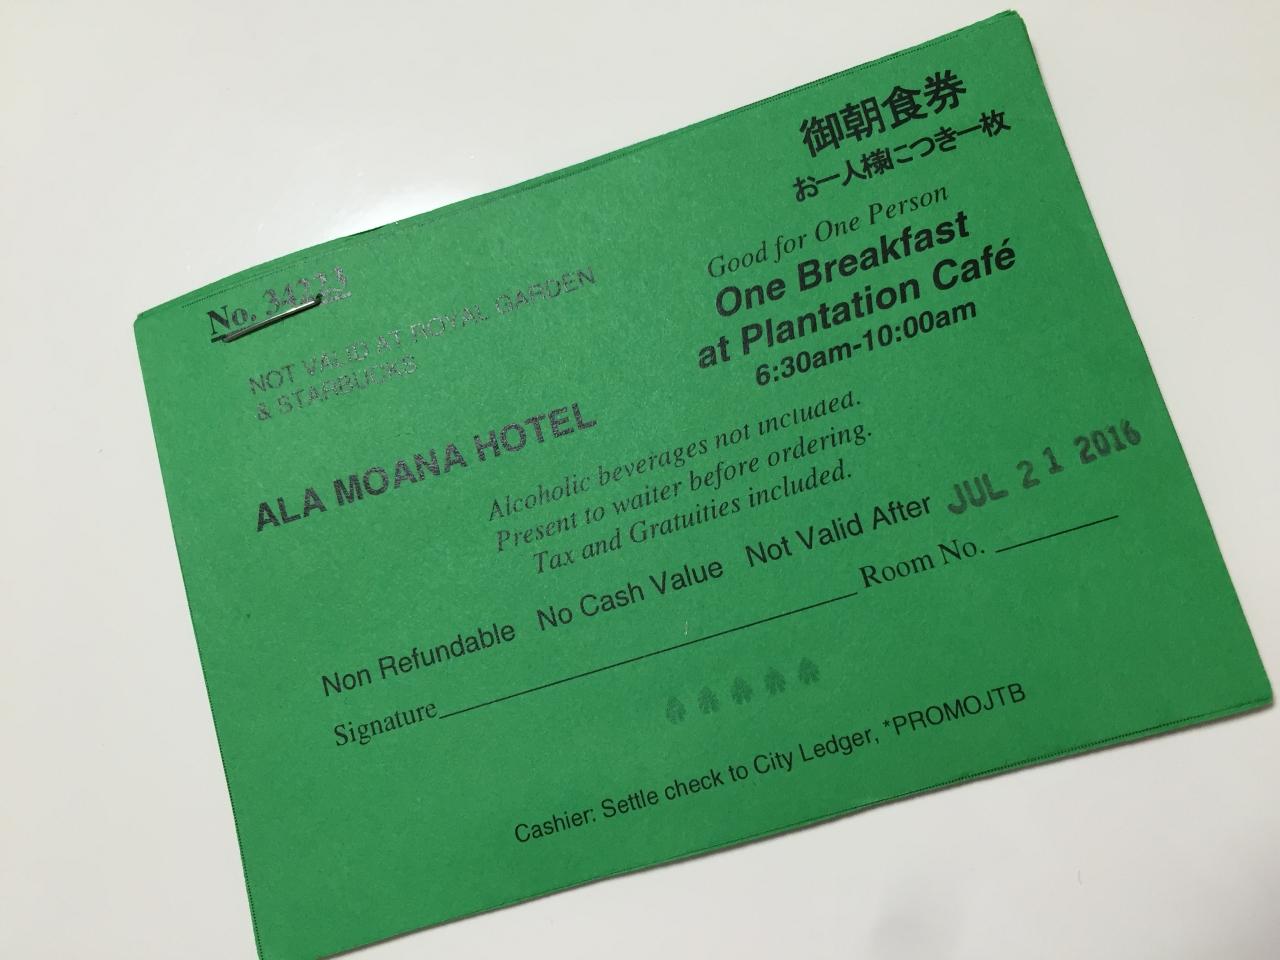 御朝食券
お一人様につき一枚
Good for One Person
One Breakfast
at Plantation Café
6:30am-10:00am
No.
NOT VALID AT ROYAL GARDEN
& STARBUCKS
ALA MOANA HOTEL
Alcoholic beverages not included.
Present to waiter before ordering.
Tax and Gratuities included.
Non Refundable No Cash Value Not Valid After JUL 21 2016
Signature Room No.
Cashier: Settle check to City Ledger, *PROMOJTB